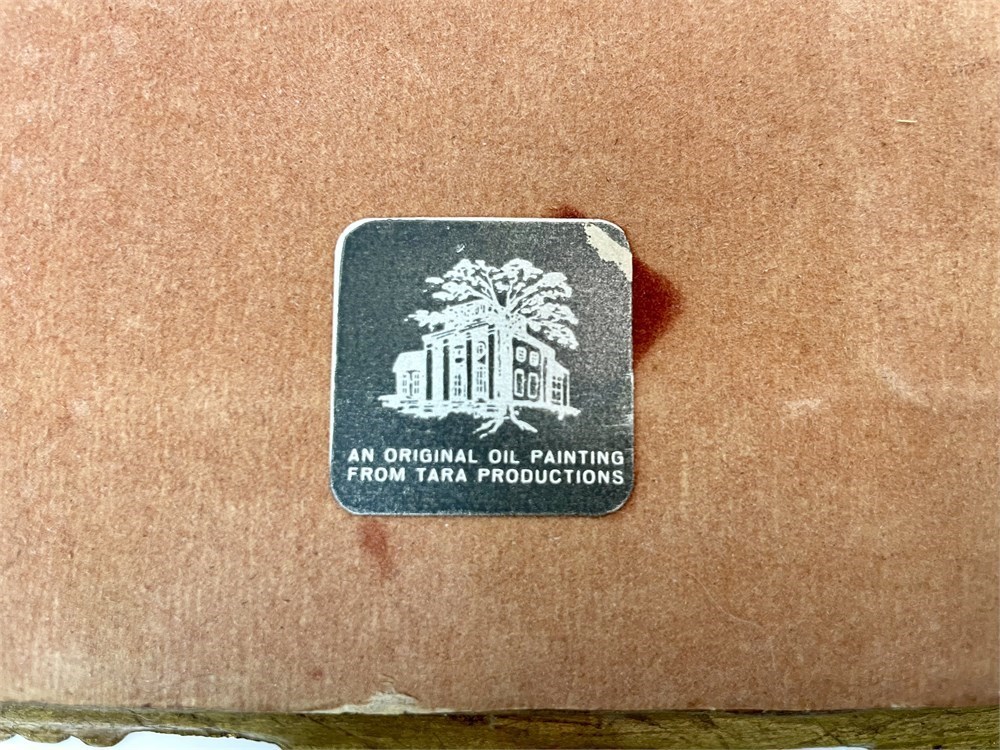 AN ORIGINAL OIL PAINTING
FROM TARA PRODUCTIONS